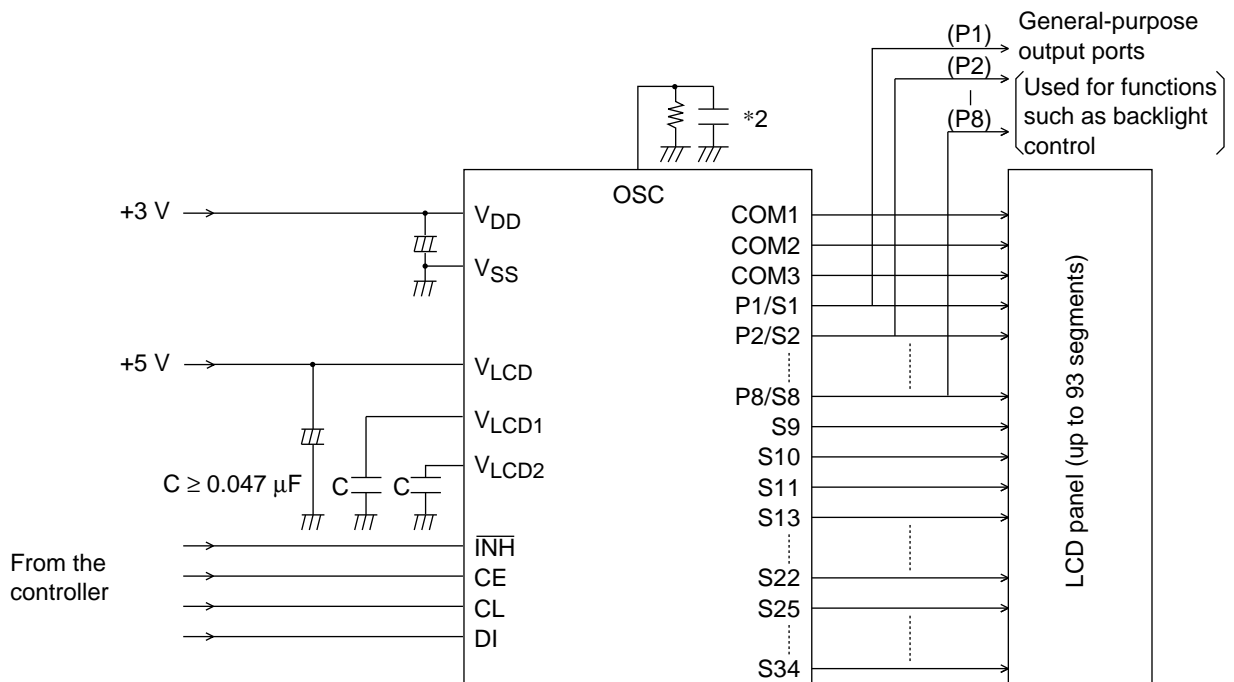 (P1)
General-purpose
output ports
(P2)
(P8)
Used for functions
such as backlight
control
*2
OSC
+3 V
VDD
VSS
+5 V
VLCD
VLCD1
VLCD2
C ≥ 0.047 μF
C
C
From the
controller
INH
CE
CL
DI
COM1
COM2
COM3
P1/S1
P2/S2
P8/S8
S9
S10
S11
S13
S22
S25
S34
LCD panel (up to 93 segments)